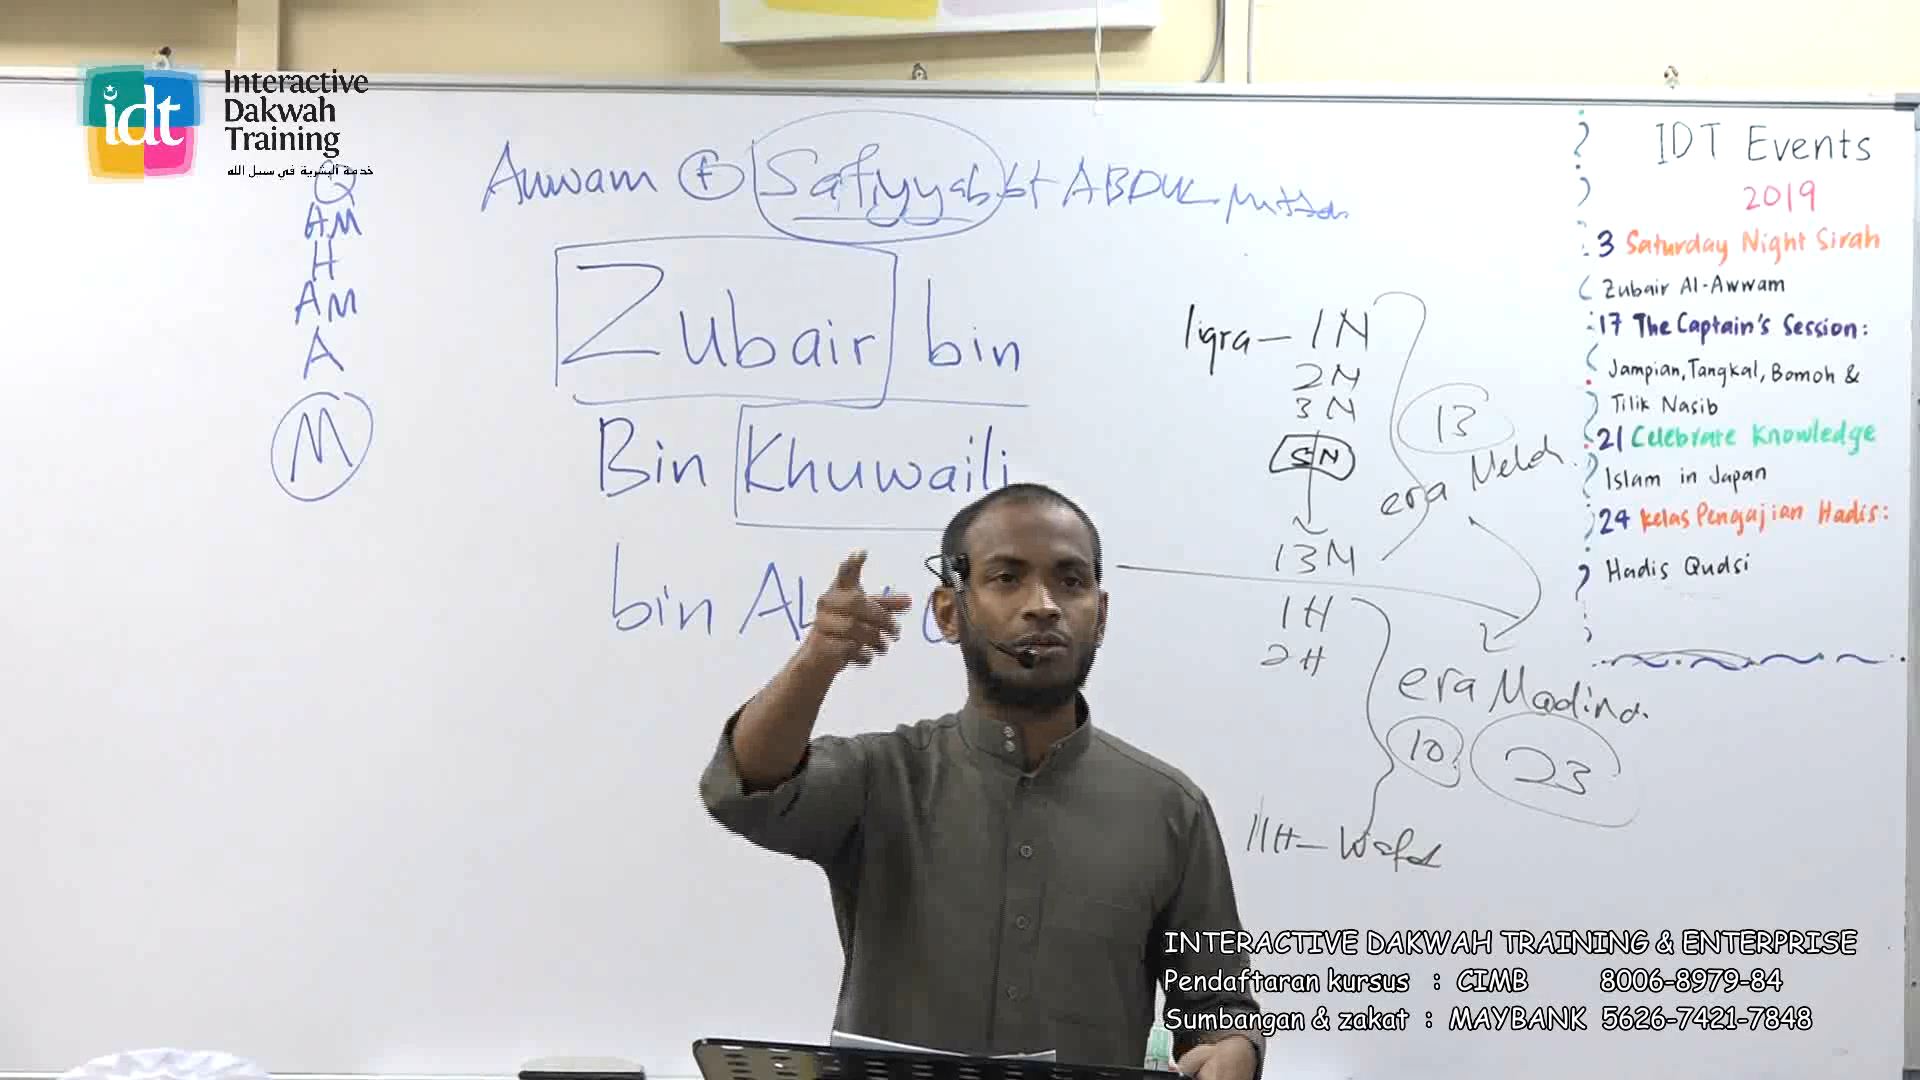 idt
Interactive
Dakwah
Training
خدمة البشرية في سبيل الله
Q
AM
H
AM
A
M
Awwam + Safiyyah bt ABDUL
Zubair bin
Bin Khuwaili
bin
Iqra – 1N
2N
3N
5N
13N
1H
2H
11H –
13
era
era Madina
10
23
IDT Events
2019
3 Saturday Night Sirah
Zubair Al-Awwam
17 The Captain's Session:
Jampian, Tangkal, Bomoh &
Tilik Nasib
21 Celebrate Knowledge
Islam in Japan
24 Kelas Pengajian Hadis:
Hadis Qudsi
INTERACTIVE DAKWAH TRAINING & ENTERPRISE
Pendaftaran kursus : CIMB 8006-8979-84
Sumbangan & zakat : MAYBANK 5626-7421-7848